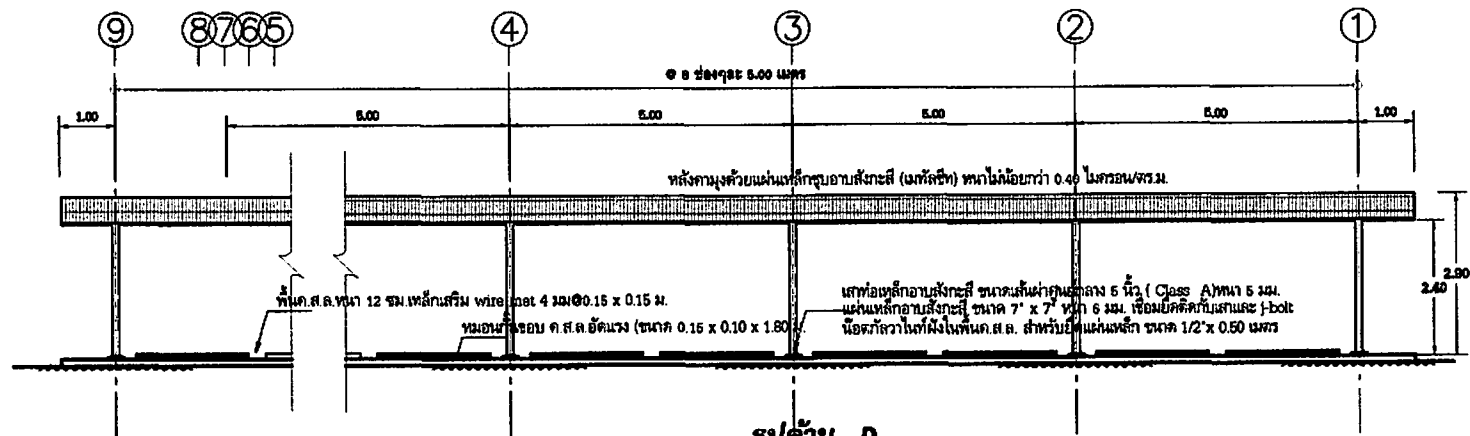 9 8 7 6 5 4 3 2 1
@ 8 ช่องๆละ 5.00 เมตร
1.00 5.00 5.00 5.00 5.00 1.00
หลังคามุงด้วยแผ่นเหล็กชุบอาบสังกะสี (เมทัลชีท) หนาไม่น้อยกว่า 0.40 ไมครอน/ตร.ม.
2.40
2.90
พื้นค.ส.ล.หนา 12 ซม.เหล็กเสริม wire met 4 มม@0.15 x 0.15 ม.
หมอนกั้นขอบ ค.ส.ล.อัดแรง (ขนาด 0.15 x 0.10 x 1.80 ม.
เสาท่อเหล็กอาบสังกะสี ขนาดเส้นผ่าศูนย์กลาง 5 นิ้ว ( Class A)หนา 5 มม.
แผ่นเหล็กอาบสังกะสี ขนาด 7" x 7" หนา 6 มม. เชื่อมยึดติดกับเสาและ j-bolt
น๊อตกัลวาไนท์ฝังในพื้นค.ส.ล. สำหรับยึดแผ่นเหล็ก ขนาด 1/2"x 0.50 เมตร
รูปด้าน